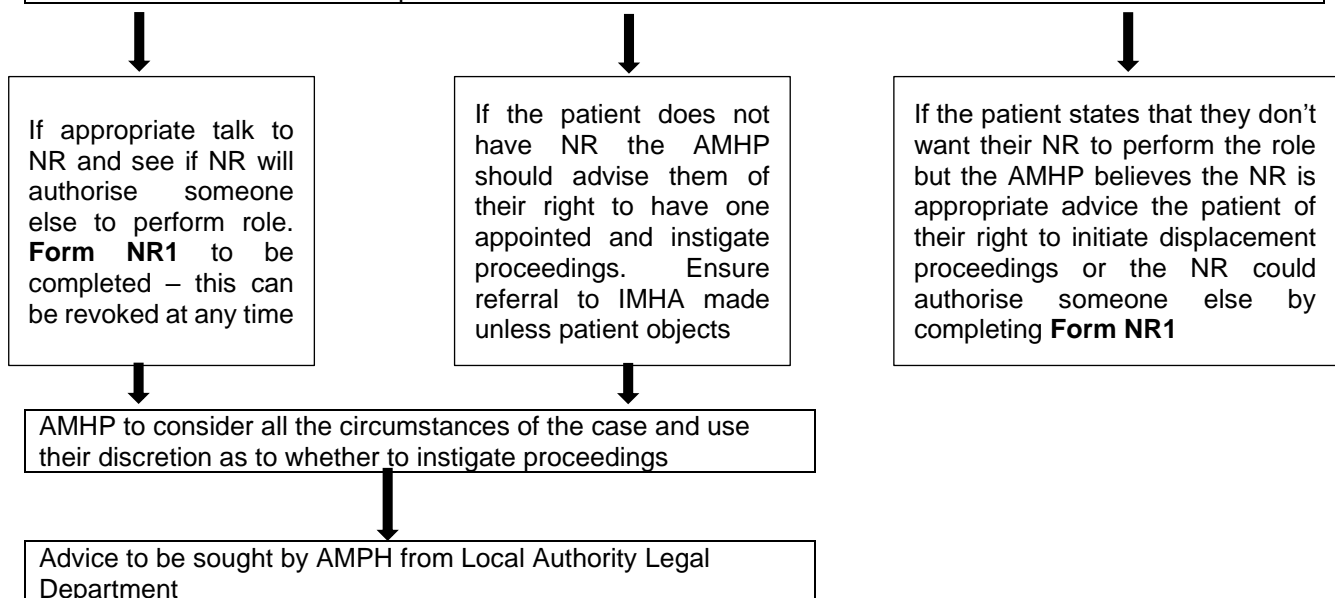 If appropriate talk to
NR and see if NR will
authorise someone
else to perform role.
Form NR1 to be
completed – this can
be revoked at any time
If the patient does not
have NR the AMHP
should advise them of
their right to have one
appointed and instigate
proceedings. Ensure
referral to IMHA made
unless patient objects
If the patient states that they don't
want their NR to perform the role
but the AMHP believes the NR is
appropriate advice the patient of
their right to initiate displacement
proceedings or the NR could
authorise someone else by
completing Form NR1
AMHP to consider all the circumstances of the case and use
their discretion as to whether to instigate proceedings
Advice to be sought by AMPH from Local Authority Legal
Department